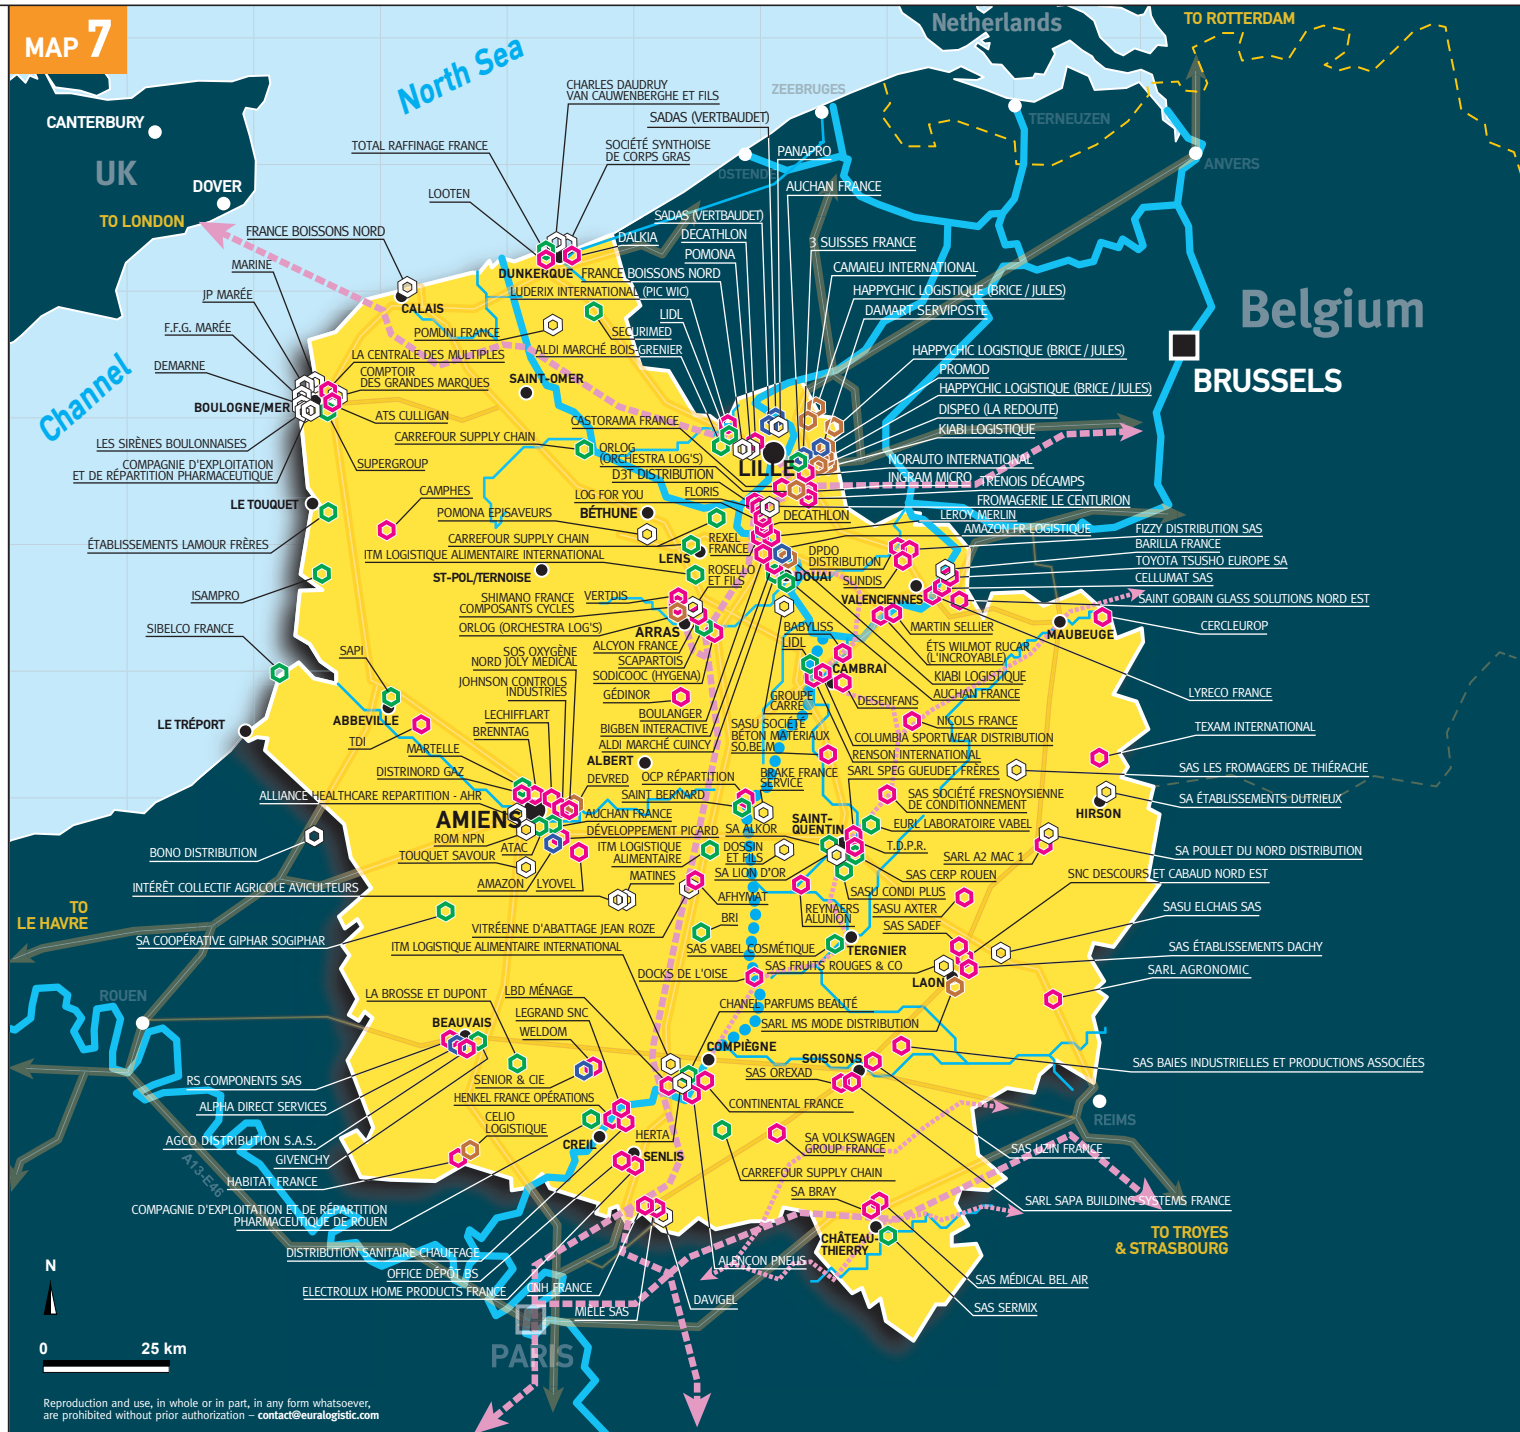 MAP 7
North Sea
Netherlands
TO ROTTERDAM
CANTERBURY
UK
DOVER
TO LONDON
Channel
CHARLES DAUDRUY
VAN CAUWENBERGHE ET FILS
ZEEBRUGES
SADAS (VERTBAUDET)
TERNEUZEN
TOTAL RAFFINAGE FRANCE
SOCIÉTÉ SYNTHOISE
DE CORPS GRAS
PANAPRO
ANVERS
OSTENDE
AUCHAN FRANCE
LOOTEN
SADAS (VERTBAUDET)
FRANCE BOISSONS NORD
DALKIA
DECATHLON
3 SUISSES FRANCE
POMONA
MARINE
DUNKERQUE
FRANCE BOISSONS NORD
CAMAIEU INTERNATIONAL
JP MARÉE
LUDERIX INTERNATIONAL (PIC WIC)
HAPPYCHIC LOGISTIQUE (BRICE / JULES)
CALAIS
LIDL
DAMART SERVIPOSTE
Belgium
F.F.G. MARÉE
POMUNI FRANCE
SECURIMED
LA CENTRALE DES MULTIPLES
ALDI MARCHÉ BOIS-GRENIER
HAPPYCHIC LOGISTIQUE (BRICE / JULES)
DEMARNE
COMPTOIR
DES GRANDES MARQUES
SAINT-OMER
PROMOD
BRUSSELS
HAPPYCHIC LOGISTIQUE (BRICE / JULES)
BOULOGNE/MER
ATS CULLIGAN
CASTORAMA FRANCE
DISPEO (LA REDOUTE)
LES SIRÈNES BOULONNAISES
CARREFOUR SUPPLY CHAIN
KIABI LOGISTIQUE
COMPAGNIE D'EXPLOITATION
ET DE RÉPARTITION PHARMACEUTIQUE
SUPERGROUP
ORLOG
(ORCHESTRA LOG'S)
LILLE
NORAUTO INTERNATIONAL
D3T DISTRIBUTION
INGRAM MICRO
TRENOIS DÉCAMPS
LE TOUQUET
CAMPHES
LOG FOR YOU
FLORIS
FROMAGERIE LE CENTURION
POMONA EPISAVEURS
BÉTHUNE
DECATHLON
LEROY MERLIN
ÉTABLISSEMENTS LAMOUR FRÈRES
CARREFOUR SUPPLY CHAIN
REXEL
FRANCE
AMAZON FR LOGISTIQUE
FIZZY DISTRIBUTION SAS
BARILLA FRANCE
ITM LOGISTIQUE ALIMENTAIRE INTERNATIONAL
LENS
DPDO
DISTRIBUTION
TOYOTA TSUSHO EUROPE SA
ST-POL/TERNOISE
ROSELLO
ET FILS
DOUAI
SUNDIS
CELLUMAT SAS
ISAMPRO
SHIMANO FRANCE
COMPOSANTS CYCLES
VERTDIS
VALENCIENNES
SAINT GOBAIN GLASS SOLUTIONS NORD EST
SIBELCO FRANCE
ORLOG (ORCHESTRA LOG'S)
ARRAS
BABYLISS
MARTIN SELLIER
MAUBEUGE
CERCLEUROP
SAPI
SOS OXYGÈNE
NORD JOLY MEDICAL
ALCYON FRANCE
LIDL
ÉTS WILMOT RUCAR
(L'INCROYABLE)
SCAPARTOIS
CAMBRAI
KIABI LOGISTIQUE
JOHNSON CONTROLS
INDUSTRIES
SODICOOC (HYGENA)
GÉDINOR
GROUPE
CARRE
DESENFANS
AUCHAN FRANCE
LYRECO FRANCE
ABBEVILLE
LECHIFFLART
BOULANGER
SASU SOCIÉTÉ
BÉTON MATÉRIAUX
SO.BE.M
NICOLS FRANCE
TEXAM INTERNATIONAL
LE TRÉPORT
BRENNTAG
BIGBEN INTERACTIVE
COLUMBIA SPORTWEAR DISTRIBUTION
TDI
MARTELLE
ALDI MARCHÉ CUINCY
RENSON INTERNATIONAL
ALBERT
DISTRINORD GAZ
DEVRED
OCP RÉPARTITION
BRAKE FRANCE
SERVICE
SARL SPEG GUEUDET FRÈRES
SAS LES FROMAGERS DE THIÉRACHE
ALLIANCE HEALTHCARE REPARTITION - AHR
SAINT BERNARD
SAS SOCIÉTÉ FRESNOYSIENNE
DE CONDITIONNEMENT
SA ÉTABLISSEMENTS DUTRIEUX
AMIENS
AUCHAN FRANCE
SAINT-
QUENTIN
HIRSON
DÉVELOPPEMENT PICARD
SA ALKOR
EURL LABORATOIRE VABEL
ROM NPN
ATAC
ITM LOGISTIQUE
ALIMENTAIRE
DOSSIN
ET FILS
T.D.P.R.
BONO DISTRIBUTION
TOUQUET SAVOUR
SARL A2 MAC 1
SA POULET DU NORD DISTRIBUTION
SA LION D'OR
SAS CERP ROUEN
SNC DESCOURS ET CABAUD NORD EST
INTÉRÊT COLLECTIF AGRICOLE AVICULTEURS
AMAZON
LYOVEL
MATINES
SASU CONDI PLUS
AFHYMAT
REYNAERS
ALUNION
SASU AXTER
SASU ELCHAIS SAS
TO
LE HAVRE
BRI
SAS SADEF
VITRÉENNE D'ABATTAGE JEAN ROZE
SA COOPÉRATIVE GIPHAR SOGIPHAR
ITM LOGISTIQUE ALIMENTAIRE INTERNATIONAL
SAS VABEL COSMÉTIQUE
TERGNIER
SAS ÉTABLISSEMENTS DACHY
DOCKS DE L'OISE
SAS FRUITS ROUGES & CO
SARL AGRONOMIC
LAON
ROUEN
LA BROSSE ET DUPONT
LBD MÉNAGE
CHANEL PARFUMS BEAUTÉ
BEAUVAIS
LEGRAND SNC
SARL MS MODE DISTRIBUTION
WELDOM
COMPIÈGNE
SOISSONS
SAS BAIES INDUSTRIELLES ET PRODUCTIONS ASSOCIÉES
RS COMPONENTS SAS
SENIOR & CIE
SAS OREXAD
ALPHA DIRECT SERVICES
HENKEL FRANCE OPÉRATIONS
CONTINENTAL FRANCE
CELIO
LOGISTIQUE
REIMS
AGCO DISTRIBUTION S.A.S.
CREIL
HERTA
SA VOLKSWAGEN
GROUP FRANCE
SAS UZIN FRANCE
GIVENCHY
SENLIS
A13-E46
HABITAT FRANCE
CARREFOUR SUPPLY CHAIN
SA BRAY
SARL SAPA BUILDING SYSTEMS FRANCE
COMPAGNIE D'EXPLOITATION ET DE RÉPARTITION
PHARMACEUTIQUE DE ROUEN
TO TROYES
& STRASBOURG
CHÂTEAU-
THIERRY
DISTRIBUTION SANITAIRE CHAUFFAGE
ALENÇON PNEUS
N
OFFICE DÉPÔT BS
SAS MÉDICAL BEL AIR
ELECTROLUX HOME PRODUCTS FRANCE
CNH FRANCE
DAVIGEL
MIELE SAS
SAS SERMIX
0 25 km
PARIS
Reproduction and use, in whole or in part, in any form whatsoever,
are prohibited without prior authorization – contact@euralogistic.com